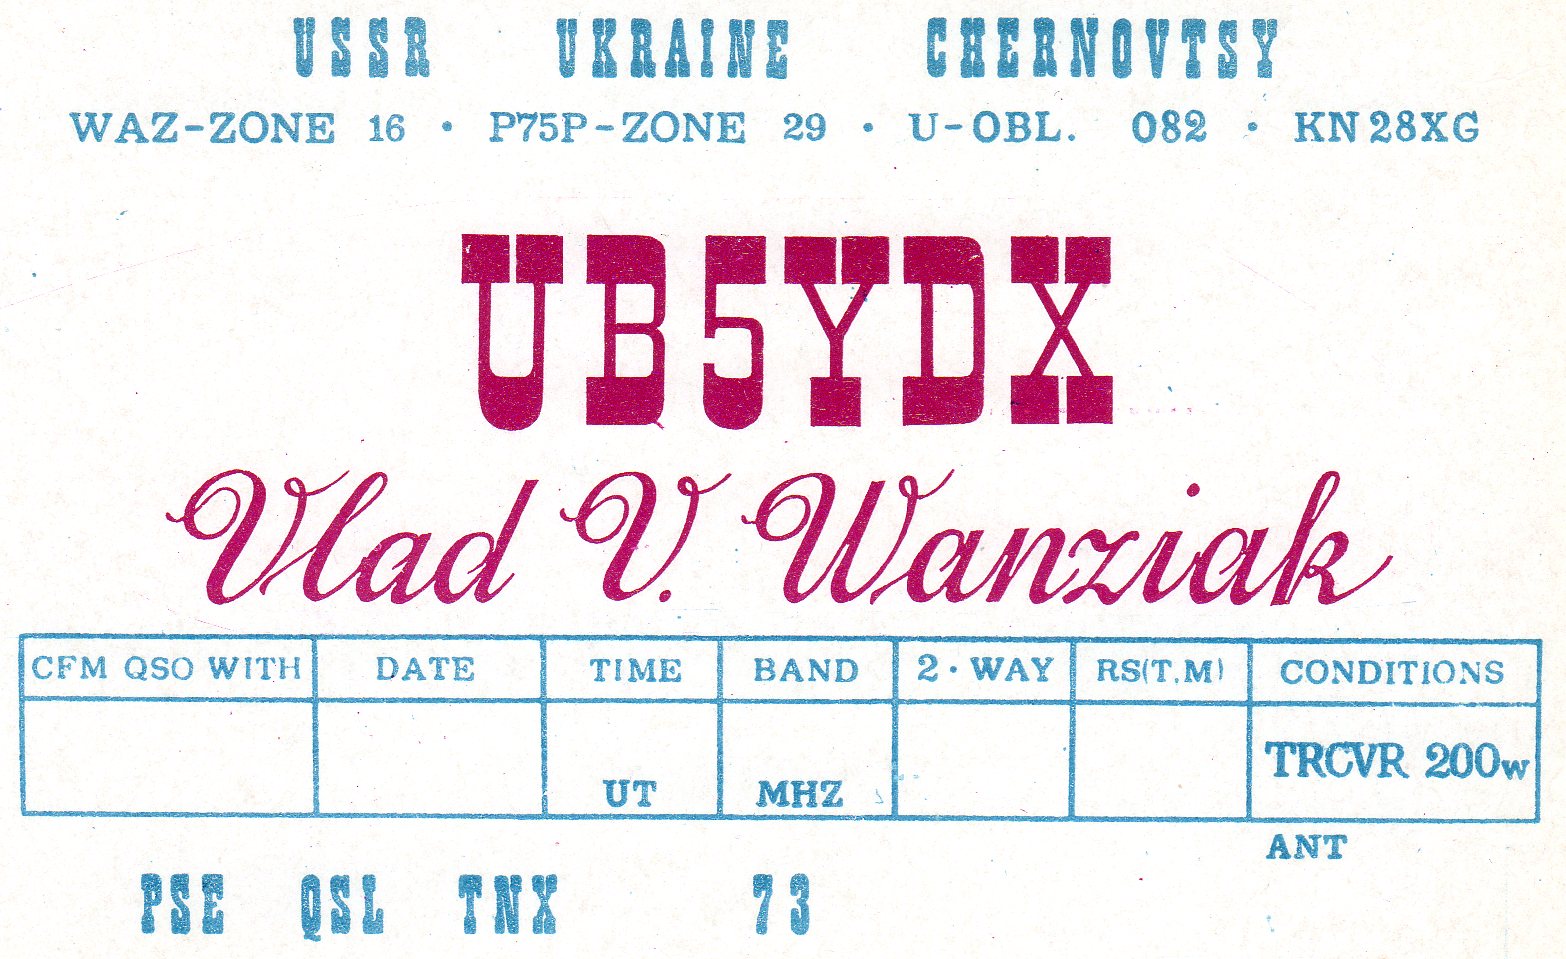 USSR UKRAINE CHERNOVTSY
WAZ-ZONE 16 · P75P-ZONE 29 · U-OBL. 082 · KN28XG
UB5YDX
Vlad V. Wanziak
CFM QSO WITH DATE TIME BAND 2·WAY RS(T,M) CONDITIONS
UT MHZ TRCVR 200w
ANT
PSE QSL TNX 73